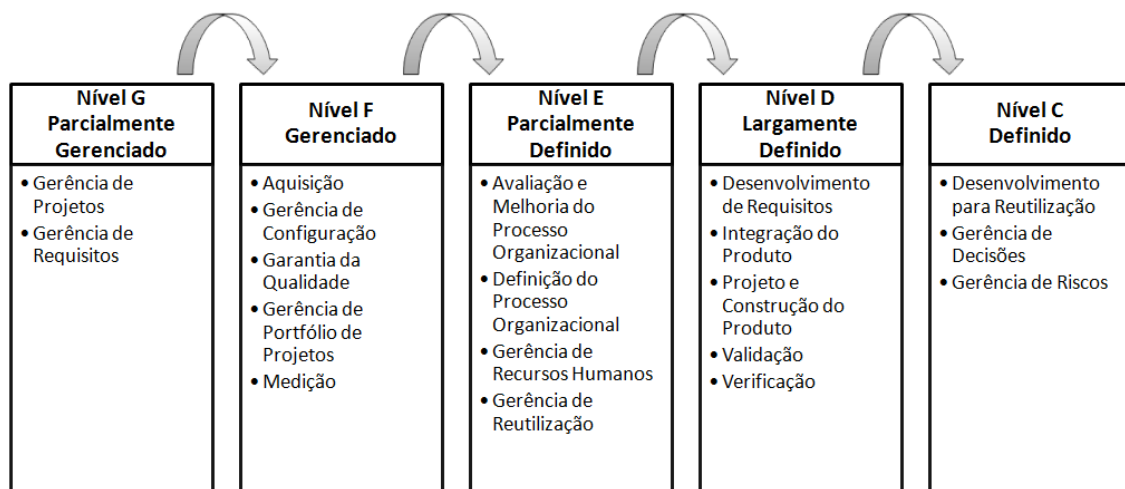 Nível G
Parcialmente
Gerenciado
• Gerência de
Projetos
• Gerência de
Requisitos
Nível F
Gerenciado
• Aquisição
• Gerência de
Configuração
• Garantia da
Qualidade
• Gerência de
Portfólio de
Projetos
• Medição
Nível E
Parcialmente
Definido
• Avaliação e
Melhoria do
Processo
Organizacional
• Definição do
Processo
Organizacional
• Gerência de
Recursos Humanos
• Gerência de
Reutilização
Nível D
Largamente
Definido
• Desenvolvimento
de Requisitos
• Integração do
Produto
• Projeto e
Construção do
Produto
• Validação
• Verificação
Nível C
Definido
• Desenvolvimento
para Reutilização
• Gerência de
Decisões
• Gerência de Riscos